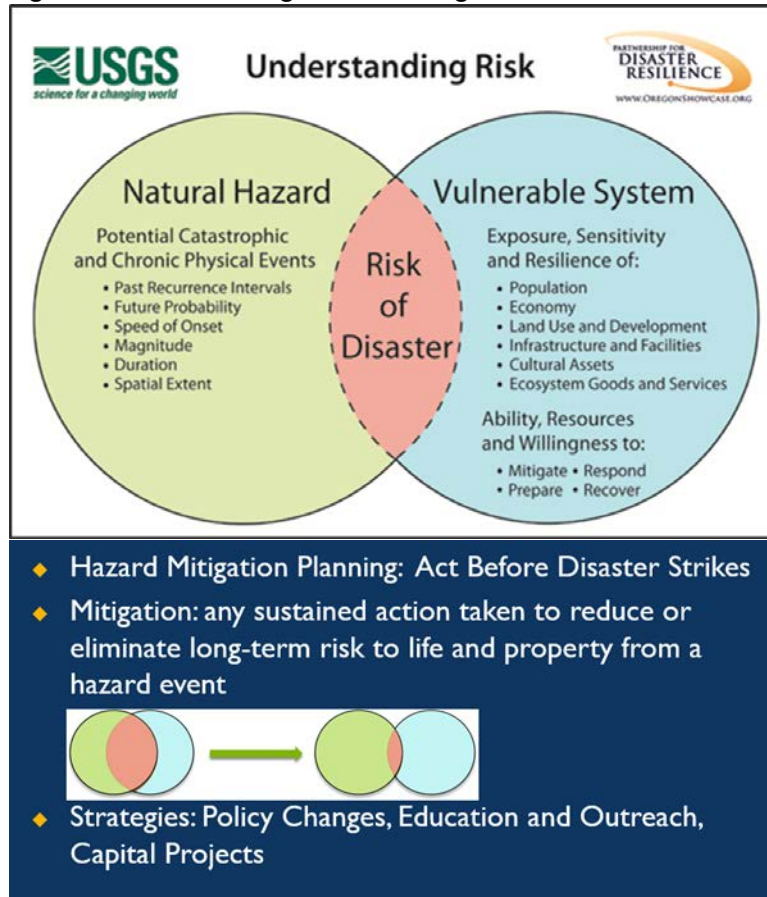 USGS
science for a changing world
Understanding Risk
PARTNERSHIP FOR
DISASTER
RESILIENCE
WWW.OREGONSHOWCASE.ORG
Natural Hazard
Potential Catastrophic
and Chronic Physical Events
• Past Recurrence Intervals
• Future Probability
• Speed of Onset
• Magnitude
• Duration
• Spatial Extent
Risk
of
Disaster
Vulnerable System
Exposure, Sensitivity
and Resilience of:
• Population
• Economy
• Land Use and Development
• Infrastructure and Facilities
• Cultural Assets
• Ecosystem Goods and Services
Ability, Resources
and Willingness to:
• Mitigate • Respond
• Prepare • Recover
Hazard Mitigation Planning: Act Before Disaster Strikes
Mitigation: any sustained action taken to reduce or
eliminate long-term risk to life and property from a
hazard event
Strategies: Policy Changes, Education and Outreach,
Capital Projects